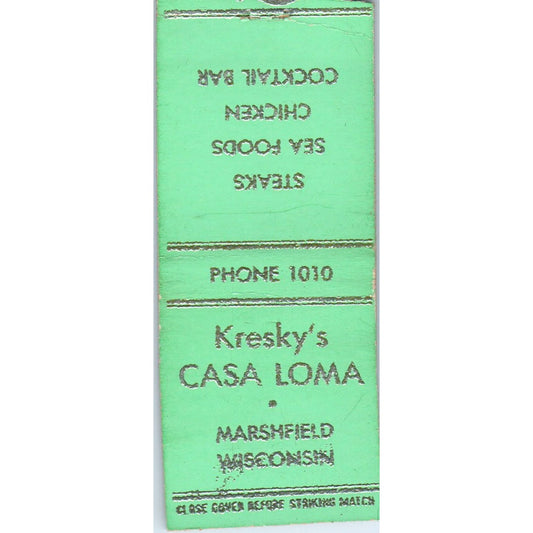 STEAKS
SEA FOODS
CHICKEN
COCKTAIL BAR
PHONE 1010
Kresky's
CASA LOMA
MARSHFIELD
WISCONSIN
CLOSE COVER BEFORE STRIKING MATCH